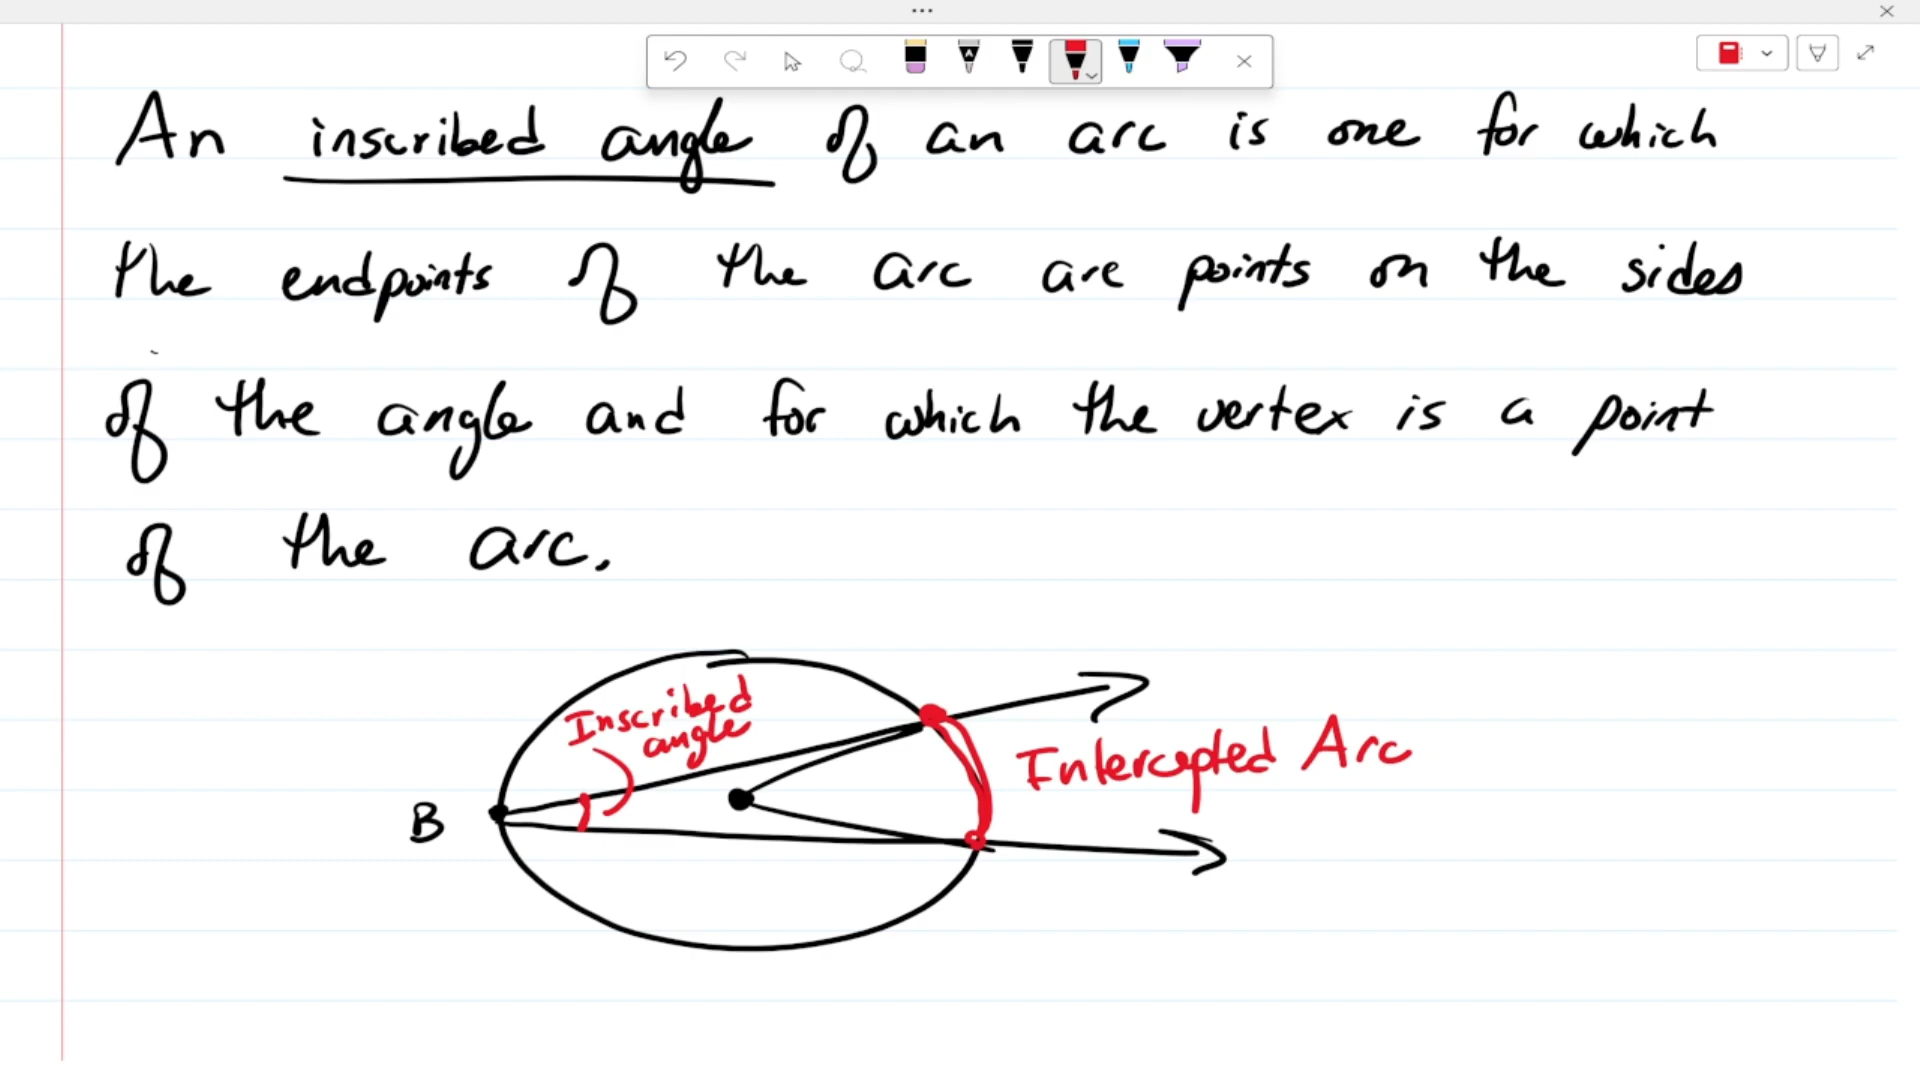 An inscribed angle of an arc is one for which
the endpoints of the arc are points on the sides
of the angle and for which the vertex is a point
of the arc.
Inscribed
angle
Intercepted Arc
B